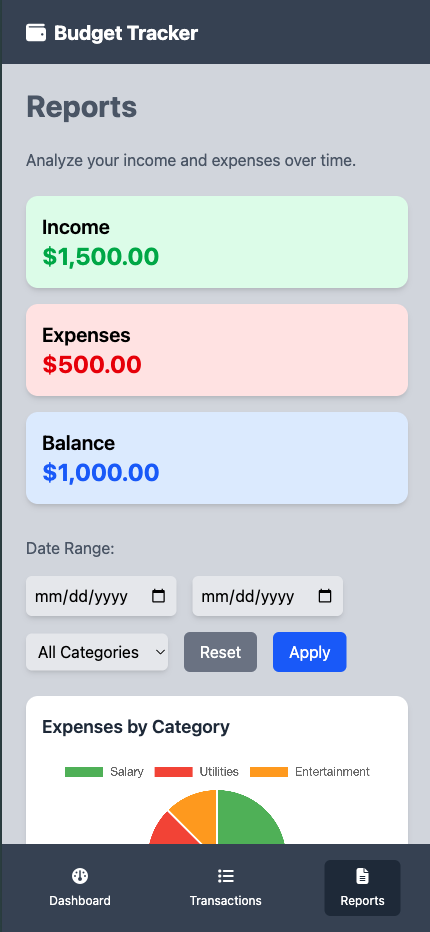 Budget Tracker
Reports
Analyze your income and expenses over time.
Income
$1,500.00
Expenses
$500.00
Balance
$1,000.00
Date Range:
mm/dd/yyyy mm/dd/yyyy
All Categories Reset Apply
Expenses by Category
Salary Utilities Entertainment
Dashboard Transactions Reports